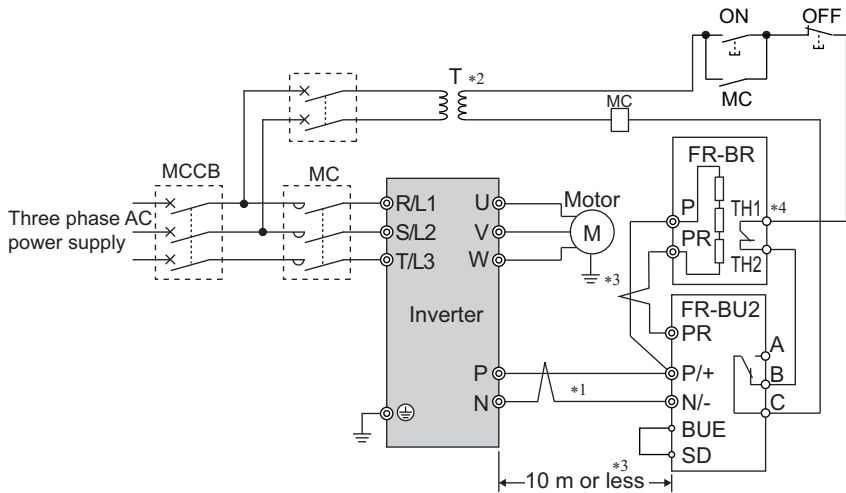 ON
OFF
T *2
MC
MC
FR-BR
MCCB
MC
P
TH1
*4
R/L1
U
Motor
Three phase AC
power supply
S/L2
V
M
PR
TH2
T/L3
W
*3
FR-BU2
Inverter
PR
A
P
P/+
B
*1
N
N/-
C
BUE
SD
10 m or less *3